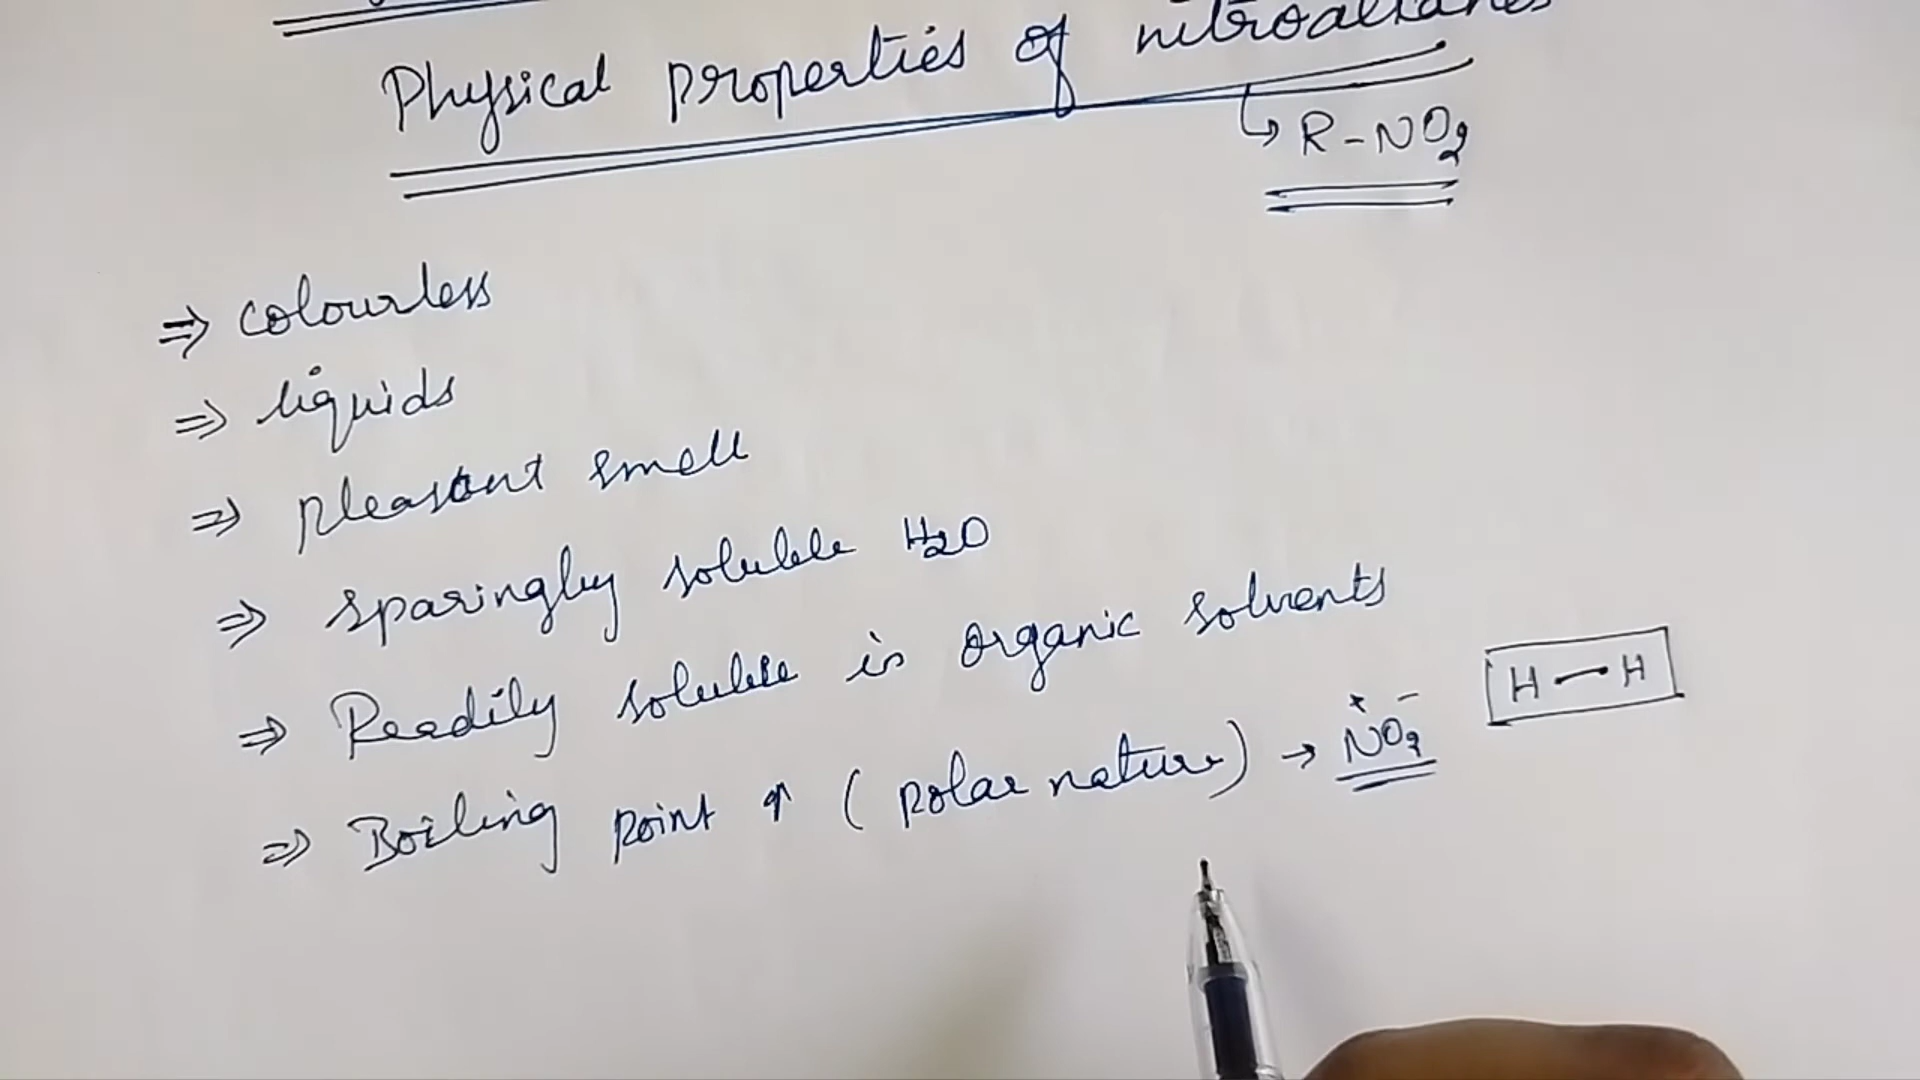 Physical properties of nitroalkanes
↳ R-NO2
⇒ colourless
⇒ liquids
⇒ pleasant smell
⇒ sparingly soluble H2O
⇒ Readily soluble in organic solvents
⇒ Boiling point ↑ (polar nature) → NO2
+ -
H — H